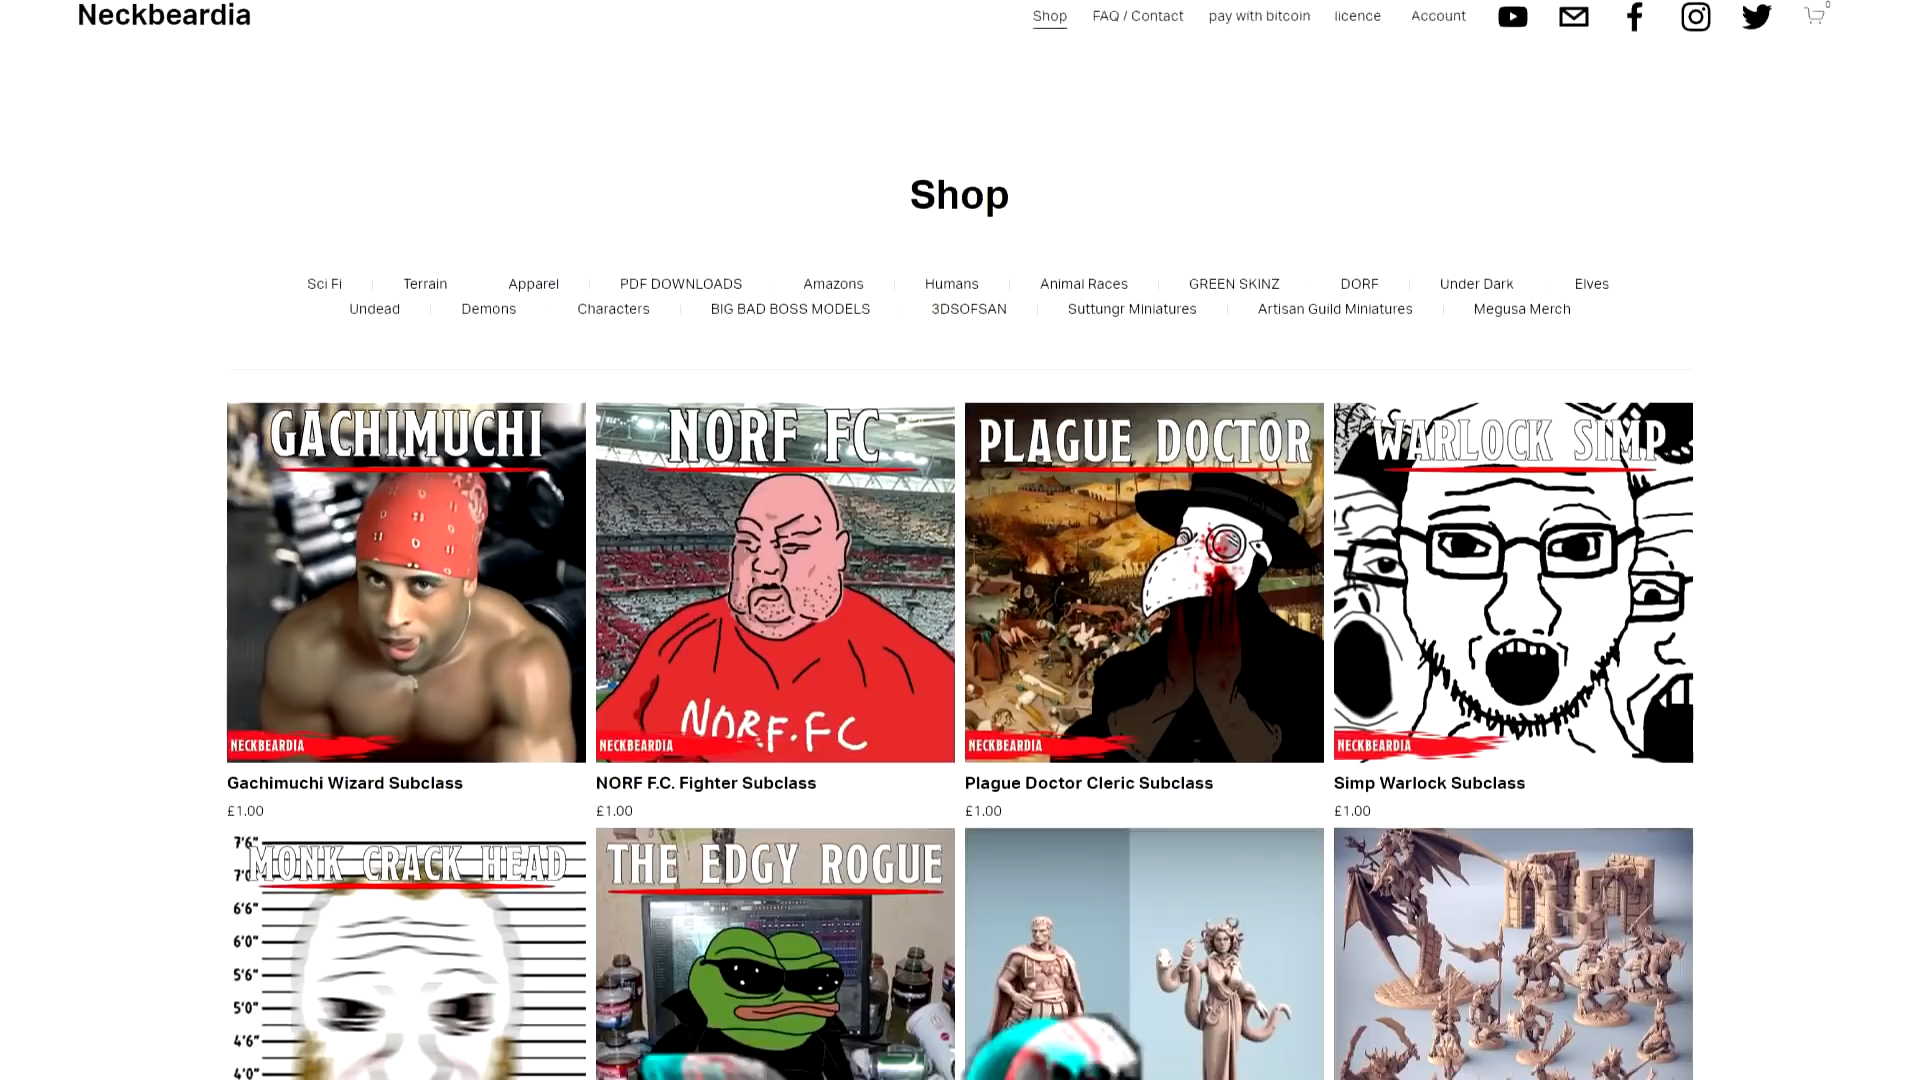 Neckbeardia
Shop FAQ / Contact pay with bitcoin licence Account 0
Shop
Sci Fi Terrain Apparel PDF DOWNLOADS Amazons Humans Animal Races GREEN SKINZ DORF Under Dark Elves
Undead Demons Characters BIG BAD BOSS MODELS 3DSOFSAN Suttungr Miniatures Artisan Guild Miniatures Megusa Merch
GACHIMUCHI
NORF FC
PLAGUE DOCTOR
WARLOCK SIMP
NORF.FC
NECKBEARDIA
NECKBEARDIA
NECKBEARDIA
NECKBEARDIA
Gachimuchi Wizard Subclass
£1.00
NORF F.C. Fighter Subclass
£1.00
Plague Doctor Cleric Subclass
£1.00
Simp Warlock Subclass
£1.00
MONK CRACK HEAD
THE EDGY ROGUE
7'6"
7'0
6'6"
6'0"
5'6"
5'0"
4'6"
4'0"